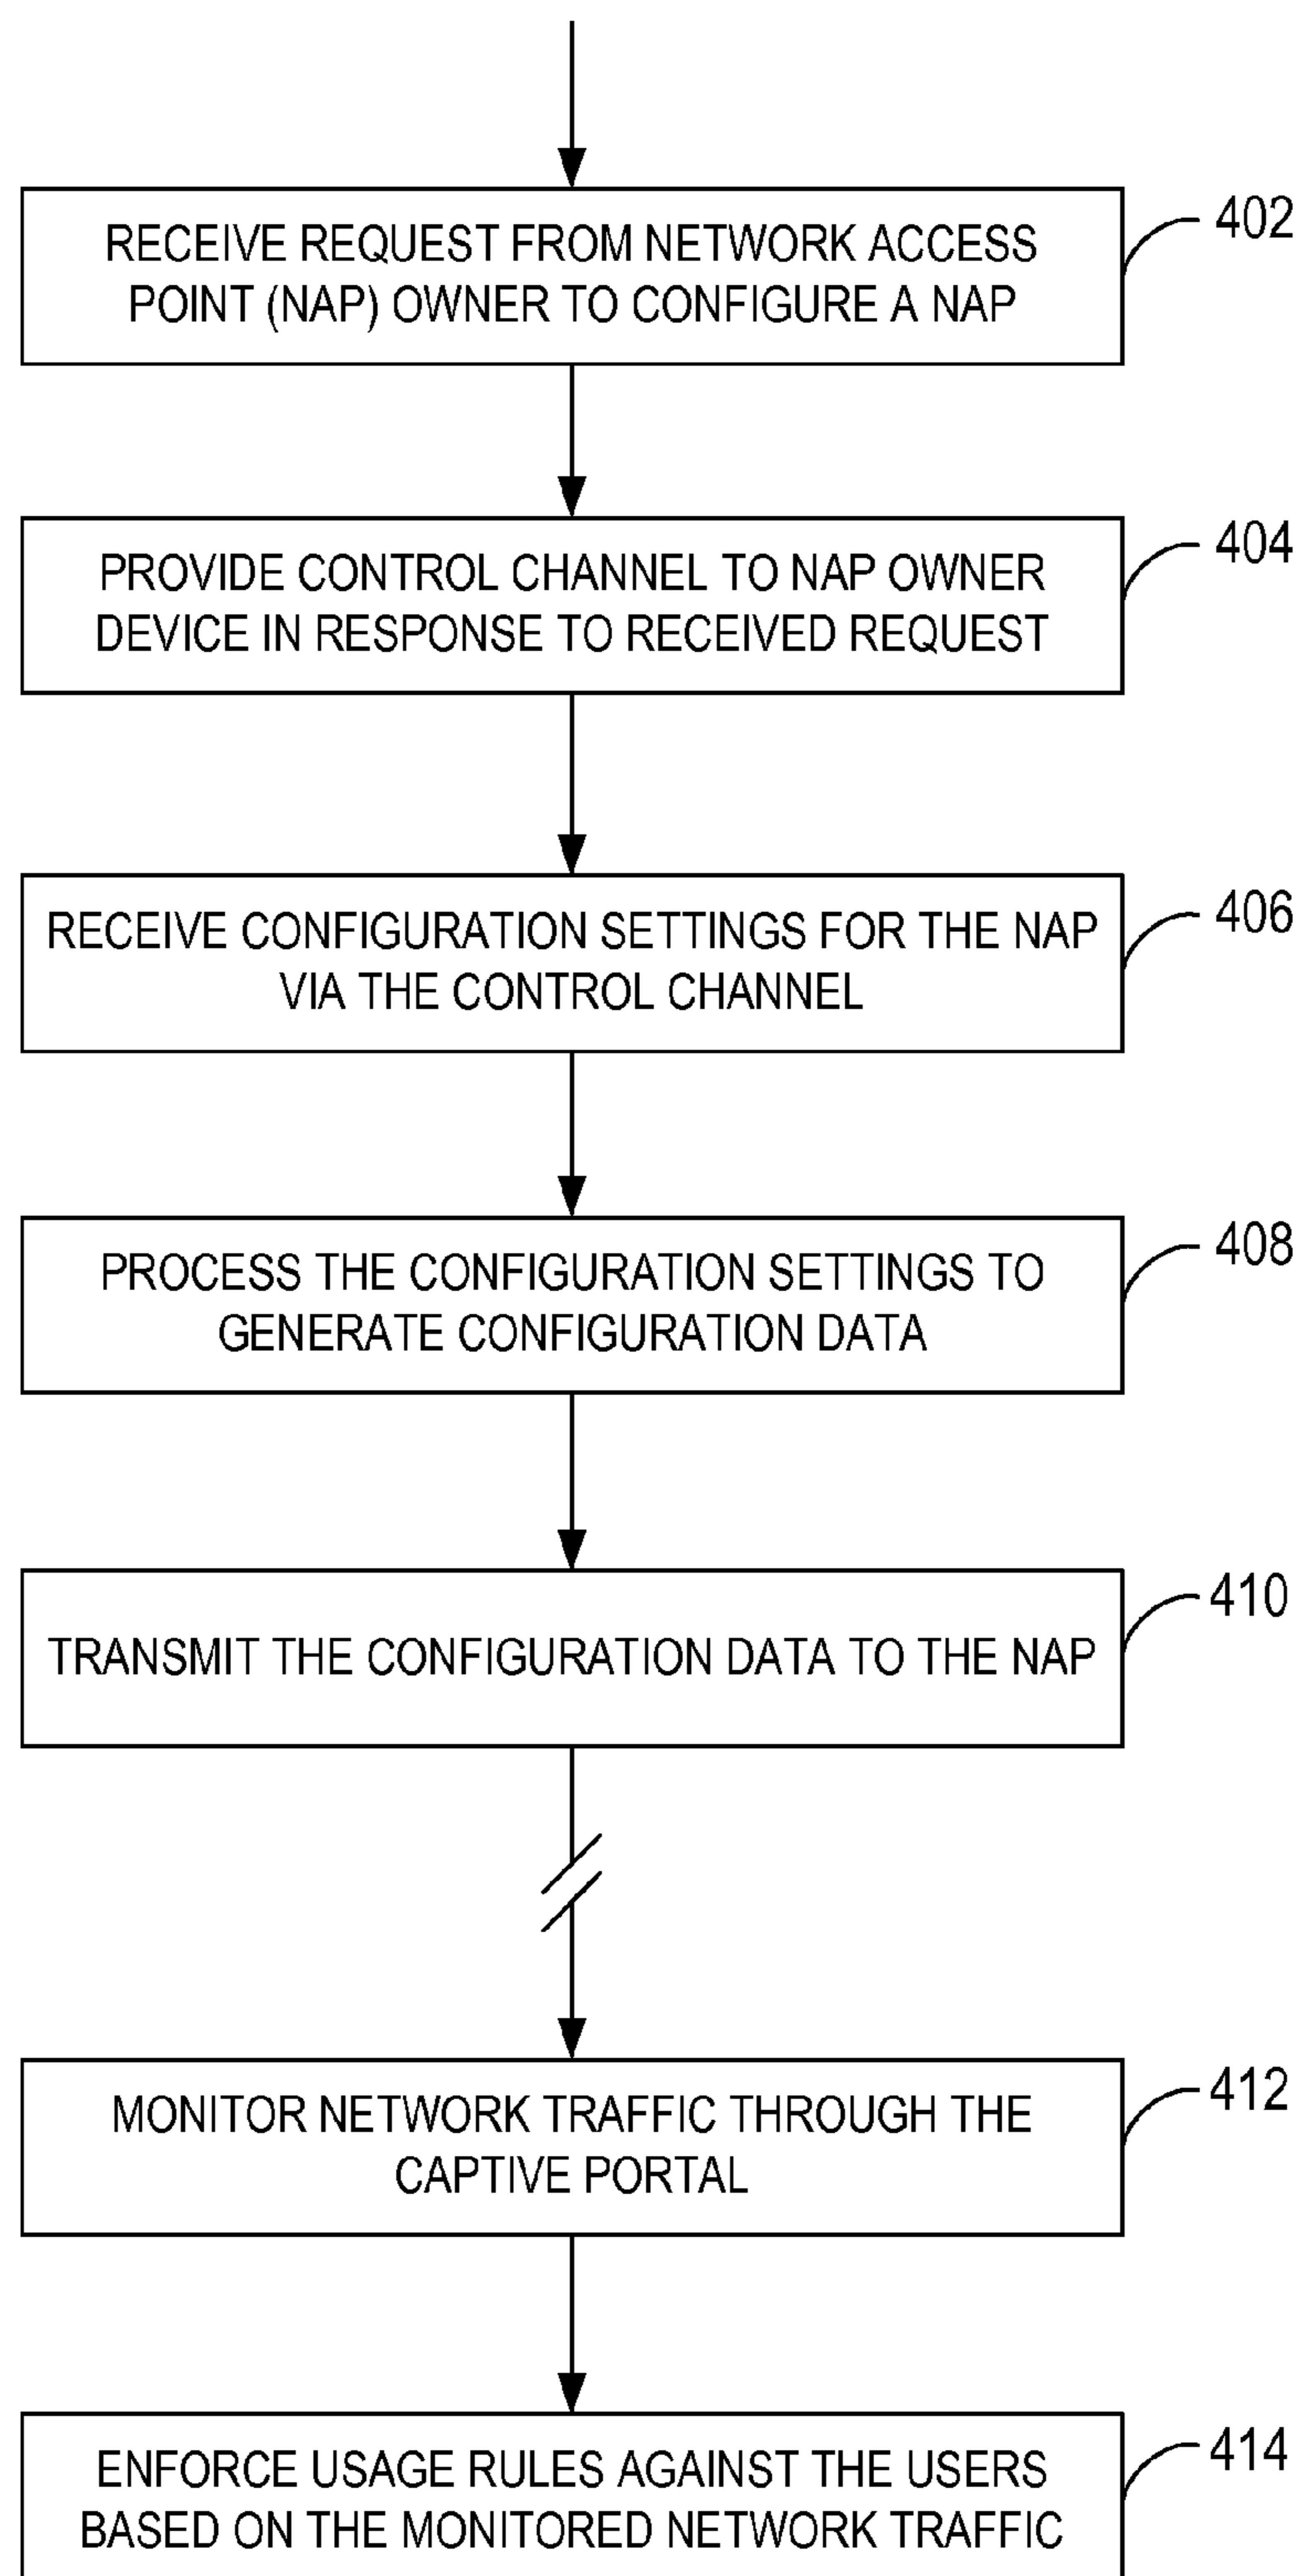 402
RECEIVE REQUEST FROM NETWORK ACCESS
POINT (NAP) OWNER TO CONFIGURE A NAP
404
PROVIDE CONTROL CHANNEL TO NAP OWNER
DEVICE IN RESPONSE TO RECEIVED REQUEST
406
RECEIVE CONFIGURATION SETTINGS FOR THE NAP
VIA THE CONTROL CHANNEL
408
PROCESS THE CONFIGURATION SETTINGS TO
GENERATE CONFIGURATION DATA
410
TRANSMIT THE CONFIGURATION DATA TO THE NAP
412
MONITOR NETWORK TRAFFIC THROUGH THE
CAPTIVE PORTAL
414
ENFORCE USAGE RULES AGAINST THE USERS
BASED ON THE MONITORED NETWORK TRAFFIC